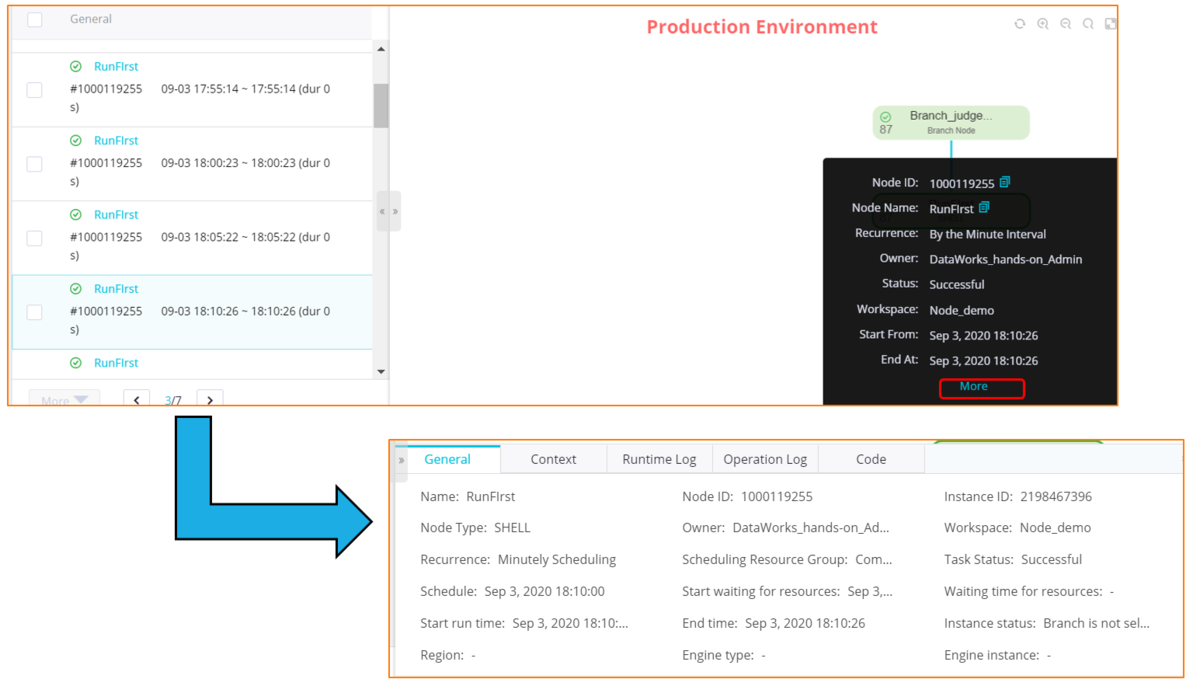 General
Production Environment
RunFIrst
#1000119255 09-03 17:55:14 ~ 17:55:14 (dur 0
s)
RunFIrst
#1000119255 09-03 18:00:23 ~ 18:00:23 (dur 0
s)
RunFIrst
#1000119255 09-03 18:05:22 ~ 18:05:22 (dur 0
s)
RunFIrst
#1000119255 09-03 18:10:26 ~ 18:10:26 (dur 0
s)
RunFIrst
More < 3/7 >
Branch_judge...
87 Branch Node
Node ID: 1000119255
Node Name: RunFIrst
Recurrence: By the Minute Interval
Owner: DataWorks_hands-on_Admin
Status: Successful
Workspace: Node_demo
Start From: Sep 3, 2020 18:10:26
End At: Sep 3, 2020 18:10:26
More
» General Context Runtime Log Operation Log Code
Name: RunFIrst Node ID: 1000119255 Instance ID: 2198467396
Node Type: SHELL Owner: DataWorks_hands-on_Ad... Workspace: Node_demo
Recurrence: Minutely Scheduling Scheduling Resource Group: Com... Task Status: Successful
Schedule: Sep 3, 2020 18:10:00 Start waiting for resources: Sep 3,... Waiting time for resources: -
Start run time: Sep 3, 2020 18:10:... End time: Sep 3, 2020 18:10:26 Instance status: Branch is not sel...
Region: - Engine type: - Engine instance: -